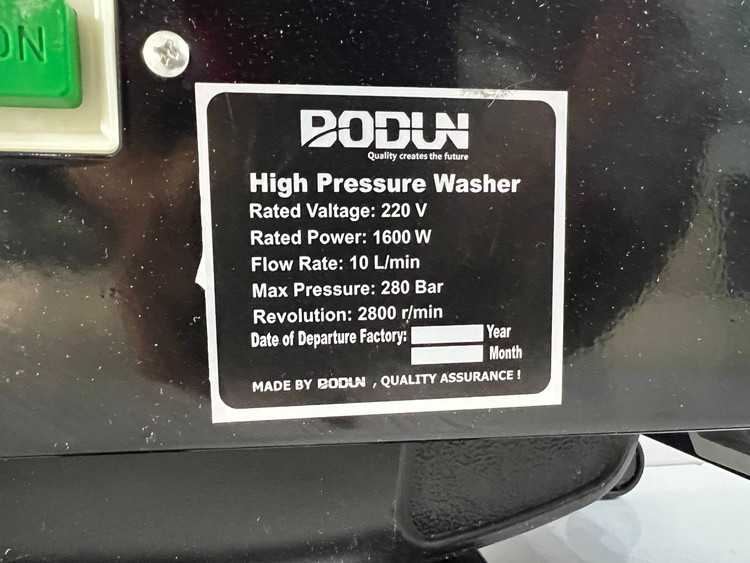 ON
BODUN
Quality creates the future
High Pressure Washer
Rated Valtage: 220 V
Rated Power: 1600 W
Flow Rate: 10 L/min
Max Pressure: 280 Bar
Revolution: 2800 r/min
Date of Departure Factory: Year
Month
MADE BY BODUN , QUALITY ASSURANCE !